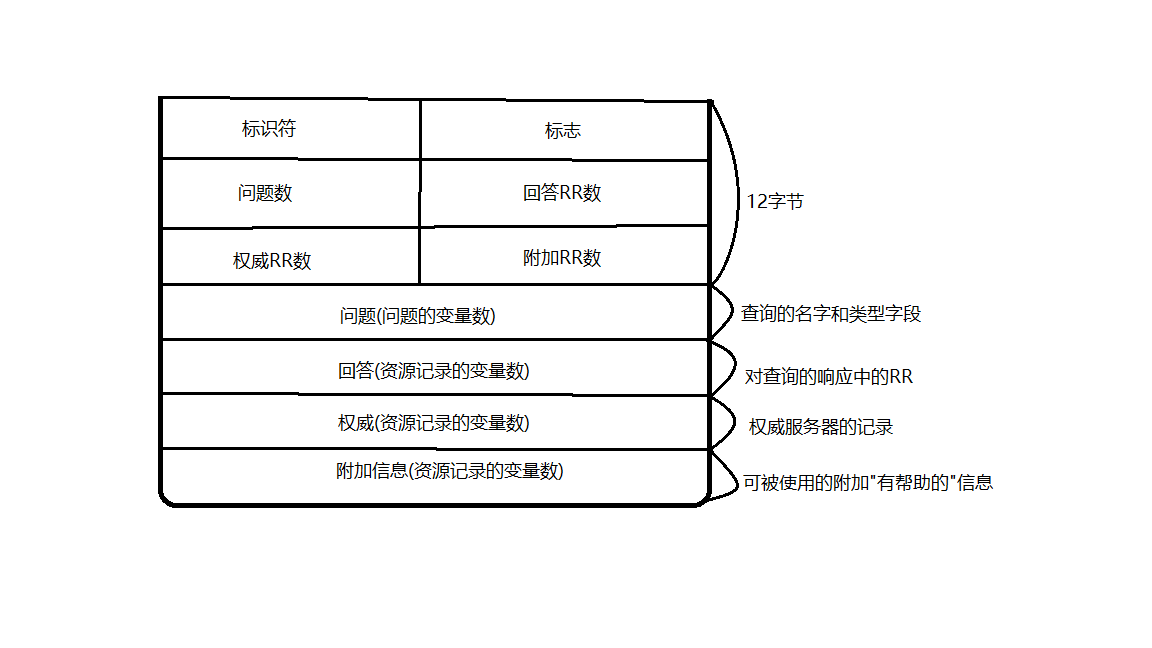 标识符
标志
问题数
回答RR数
12字节
权威RR数
附加RR数
问题(问题的变量数)
查询的名字和类型字段
回答(资源记录的变量数)
对查询的响应中的RR
权威(资源记录的变量数)
权威服务器的记录
附加信息(资源记录的变量数)
可被使用的附加"有帮助的"信息